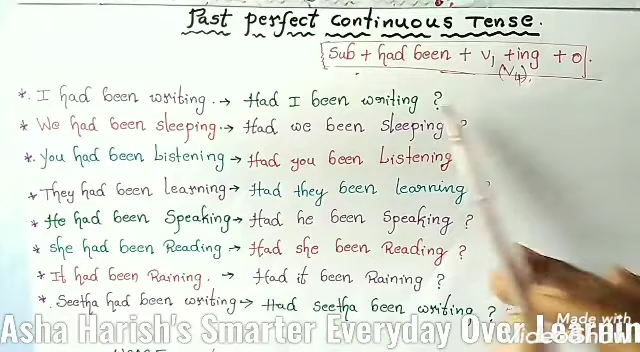 Past perfect continuous Tense.
Sub + had been + V1 +ing + o.
(V4).
*. I had been writing. → Had I been writing ?
* We had been sleeping. → Had we been sleeping ?
*. You had been Listening → Had you been Listening
* They had been learning → Had they been learning ?
* He had been Speaking → Had he been Speaking ?
* she had been Reading → Had she been Reading ?
* It had been Raining. → Had it been Raining ?
*. Seetha had been writing → Had Seetha been writing ?
Asha Harish's Smarter Everyday Over Learnin
Made with
VideoShow